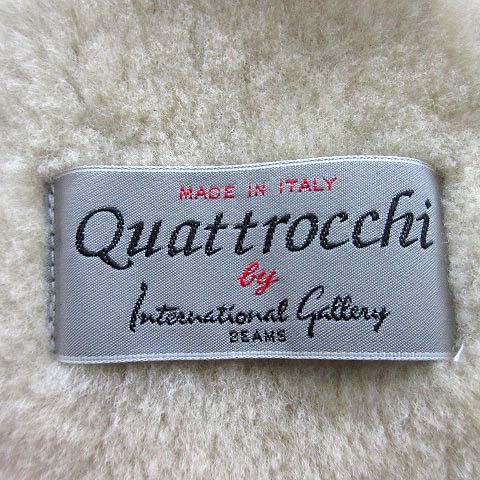 MADE IN ITALY
Quattrocchi
by
International Gallery
BEAMS